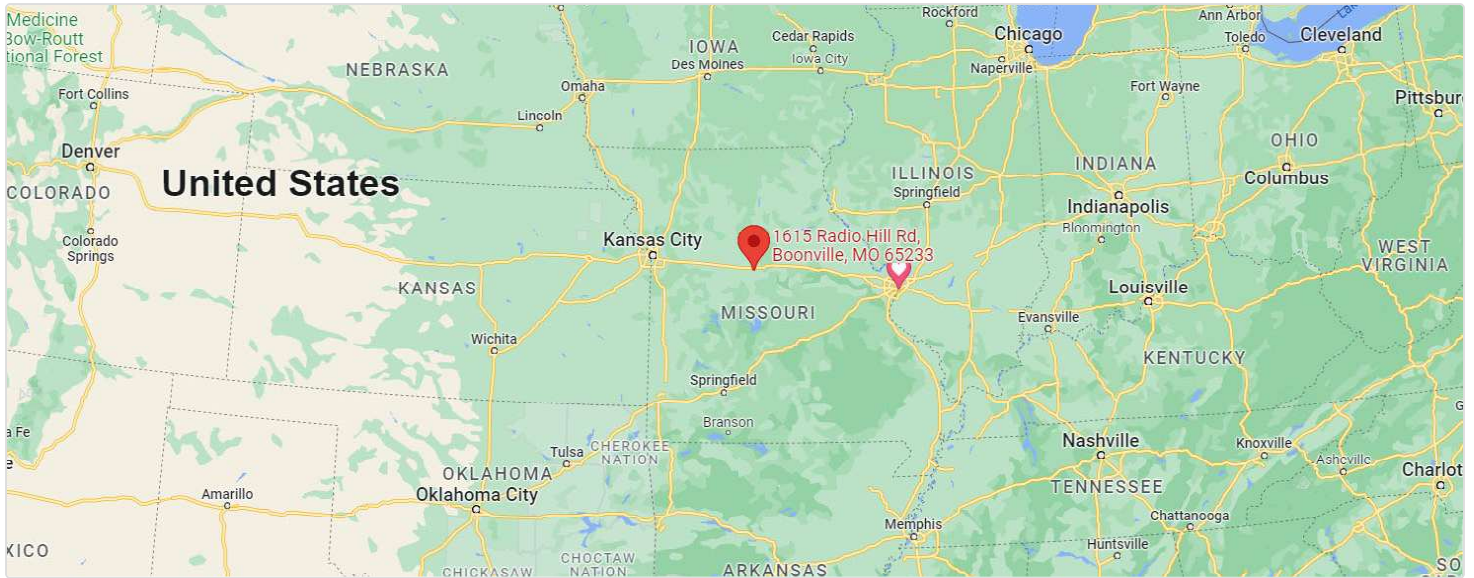 Medicine
Bow-Routt
tional Forest
Fort Collins
Denver
COLORADO
Colorado
Springs
a Fe
e
XICO
NEBRASKA
Lincoln
Omaha
United States
KANSAS
Wichita
Amarillo
OKLAHOMA
Oklahoma City
Tulsa
CHEROKEE
NATION
CHOCTAW
NATION
CHICKASAW
IOWA
Des Moines
Cedar Rapids
Iowa City
Kansas City
1615 Radio Hill Rd,
Boonville, MO 65233
MISSOURI
Springfield
Branson
ARKANSAS
Memphis
Rockford
Chicago
Naperville
ILLINOIS
Springfield
INDIANA
Indianapolis
Bloomington
Fort Wayne
Ann Arbor
Toledo
Cleveland
Pittsbur
OHIO
Columbus
WEST
VIRGINIA
Louisville
Evansville
KENTUCKY
Nashville
TENNESSEE
Knoxville
Asheville
Charlot
Chattanooga
Huntsville
G
SO